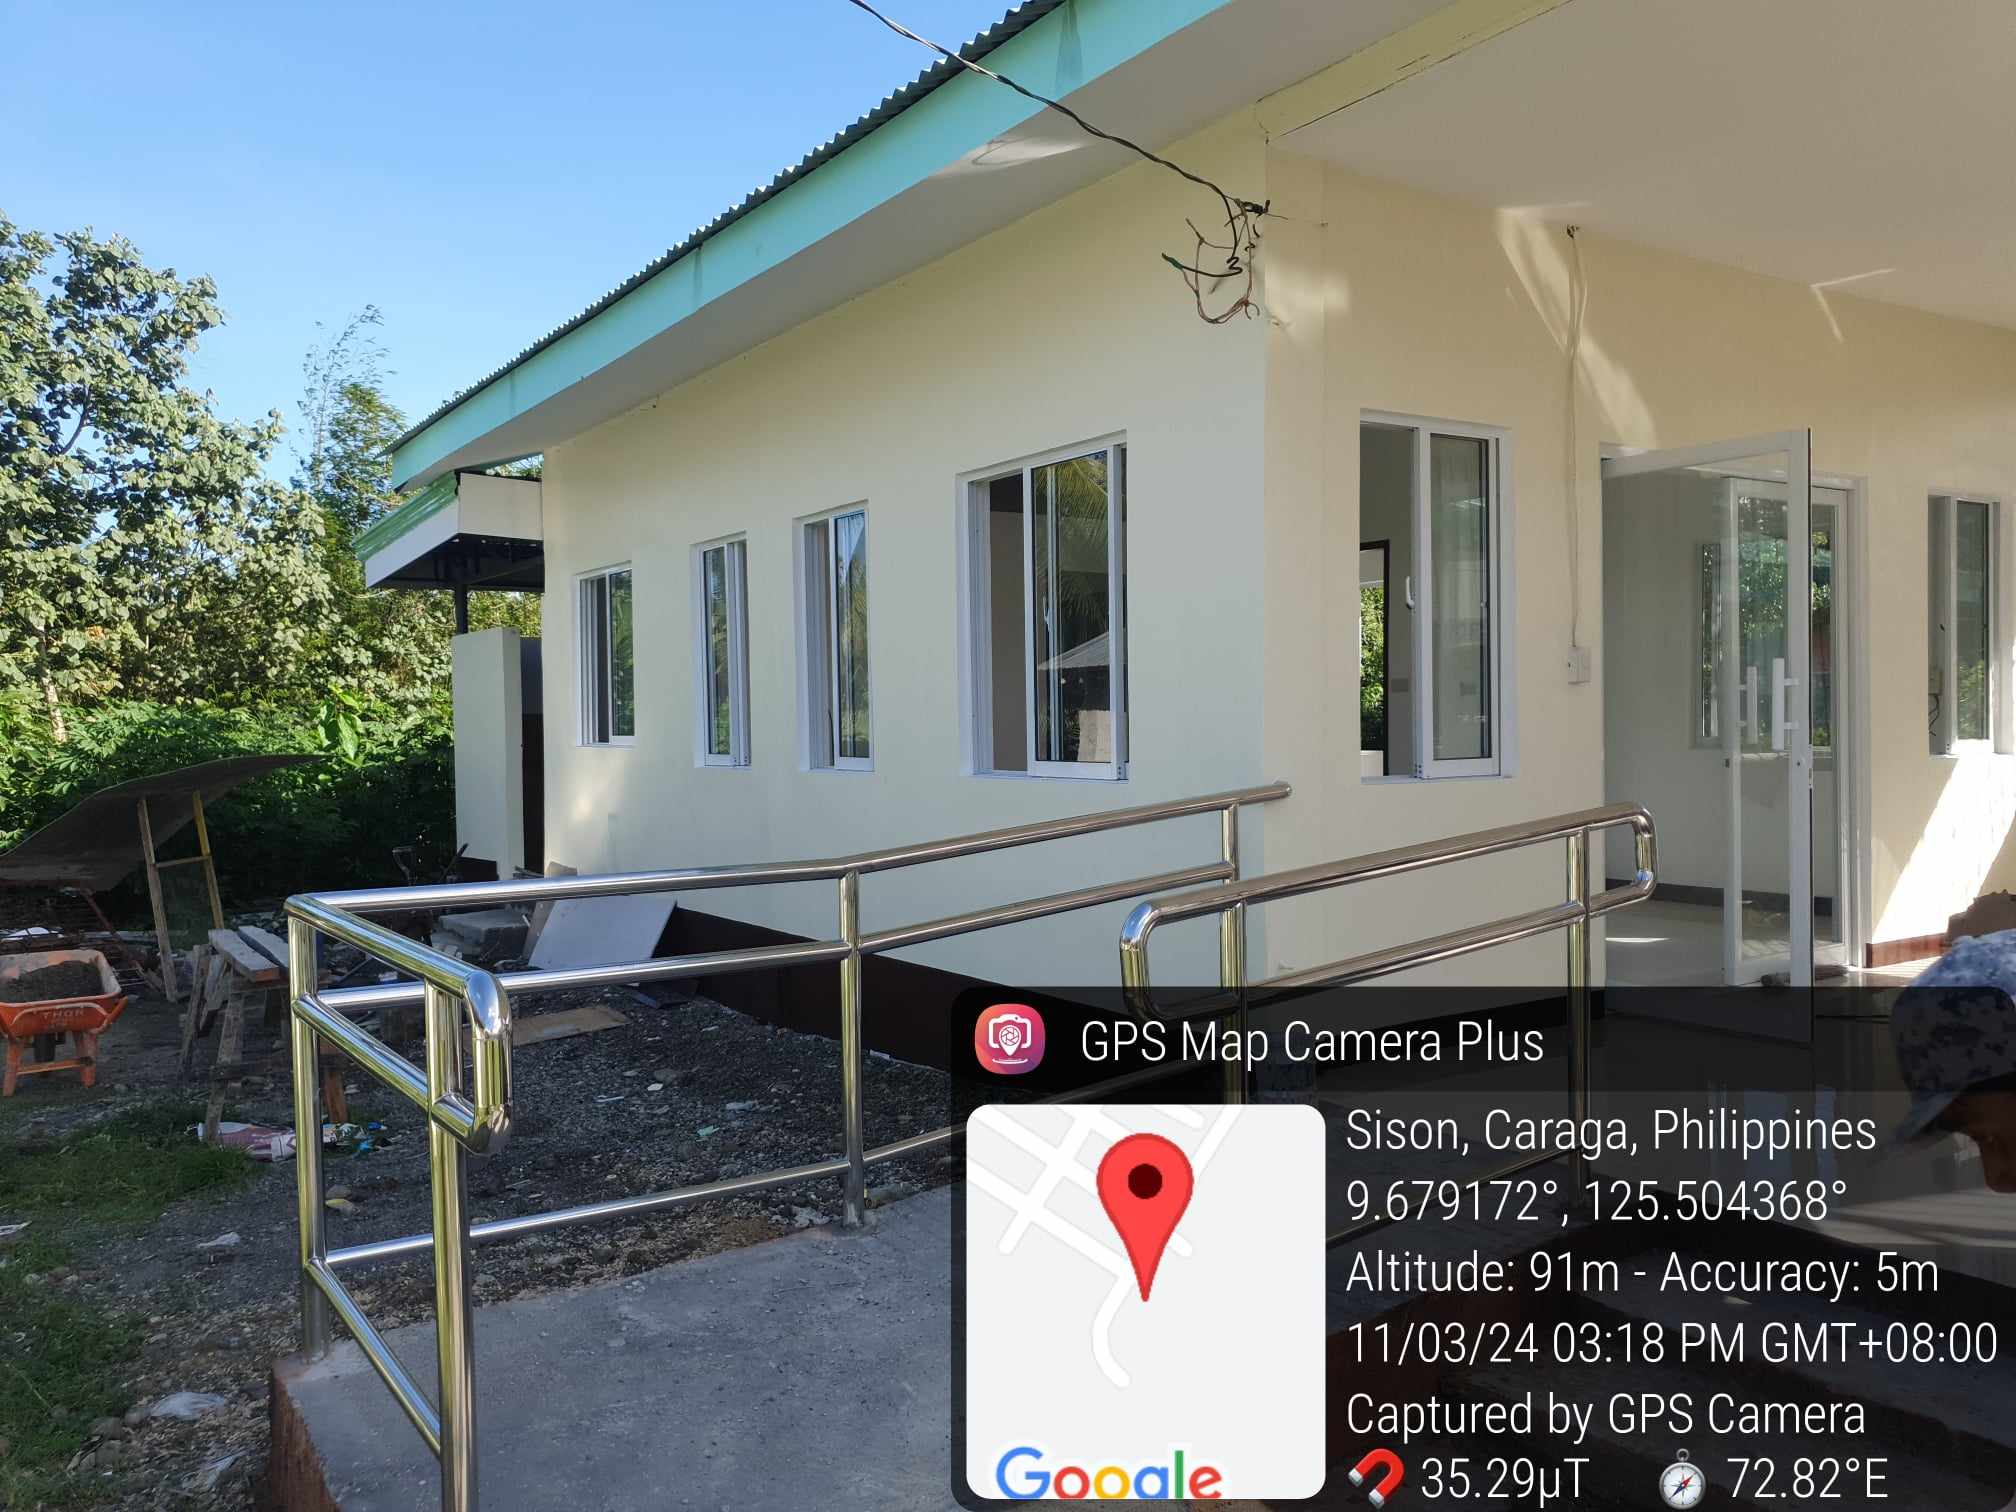 THOR
GPS Map Camera Plus
Sison, Caraga, Philippines
9.679172°, 125.504368°
Altitude: 91m - Accuracy: 5m
11/03/24 03:18 PM GMT+08:00
Captured by GPS Camera
35.29μT 72.82°E
Google